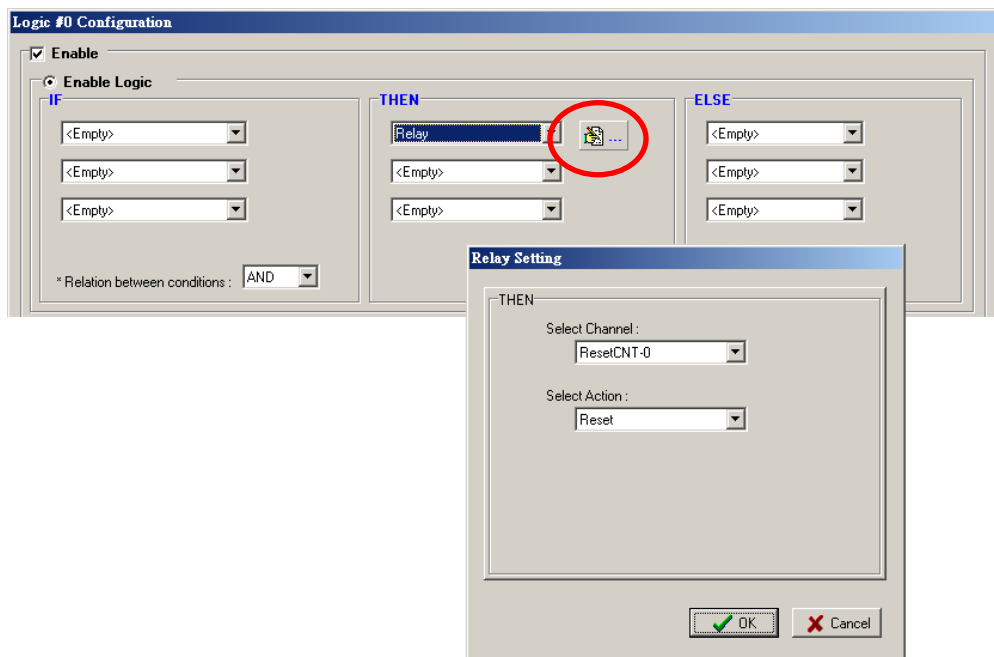 Logic #0 Configuration
Enable
Enable Logic
IF
<Empty>
<Empty>
<Empty>
* Relation between conditions : AND
THEN
Relay
...
<Empty>
<Empty>
ELSE
<Empty>
<Empty>
<Empty>
Relay Setting
THEN
Select Channel :
ResetCNT-0
Select Action :
Reset
OK
Cancel